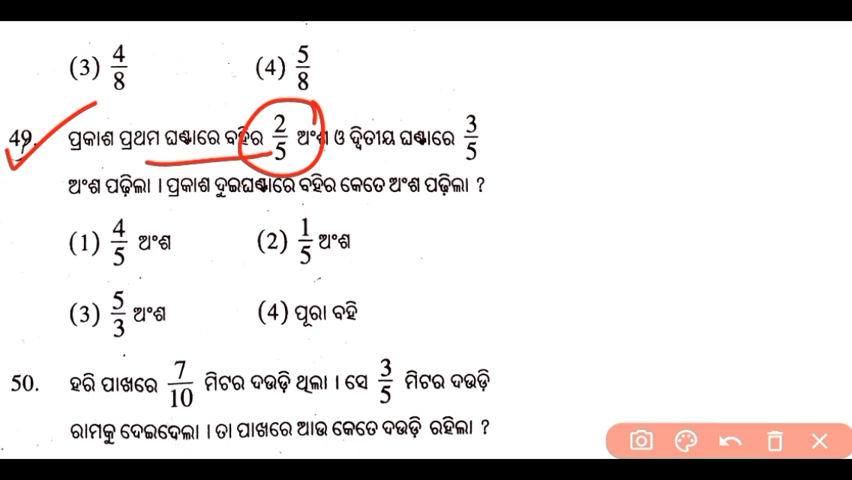 (3) 4/8 (4) 5/8
49. ପ୍ରକାଶ ପ୍ରଥମ ଘଣ୍ଟାରେ ବହିର 2/5 ଅଂଶ ଓ ଦ୍ୱିତୀୟ ଘଣ୍ଟାରେ 3/5
ଅଂଶ ପଢ଼ିଲା । ପ୍ରକାଶ ଦୁଇଘଣ୍ଟାରେ ବହିର କେତେ ଅଂଶ ପଢ଼ିଲା ?
(1) 4/5 ଅଂଶ (2) 1/5 ଅଂଶ
(3) 5/3 ଅଂଶ (4) ପୂରା ବହି
50. ହରି ପାଖରେ 7/10 ମିଟର ଦଉଡ଼ି ଥିଲା । ସେ 3/5 ମିଟର ଦଉଡ଼ି
ରାମକୁ ଦେଇଦେଲା । ତା ପାଖରେ ଆଉ କେତେ ଦଉଡ଼ି ରହିଲା ?